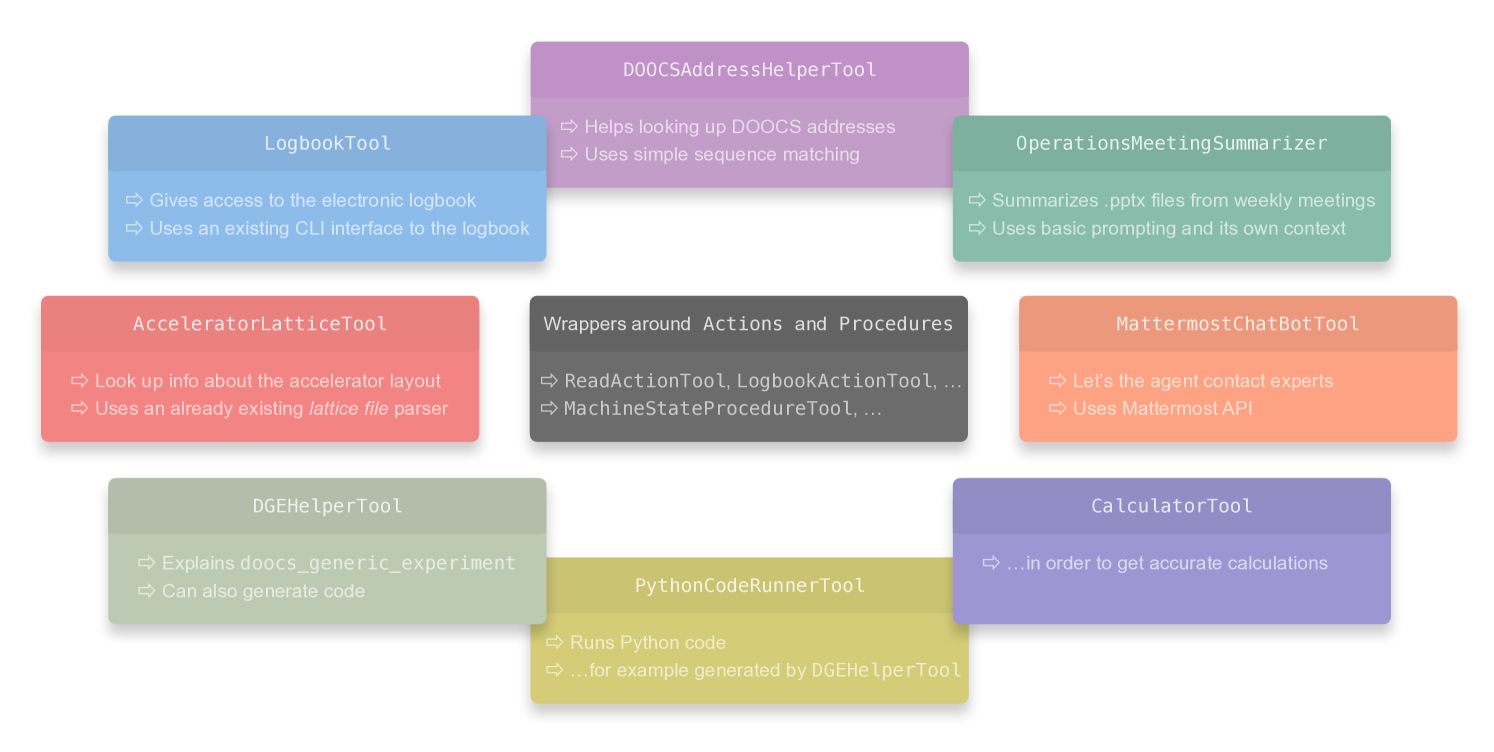 DOOCSAddressHelperTool
⇨ Helps looking up DOOCS addresses
⇨ Uses simple sequence matching
LogbookTool
⇨ Gives access to the electronic logbook
⇨ Uses an existing CLI interface to the logbook
OperationsMeetingSummarizer
⇨ Summarizes .pptx files from weekly meetings
⇨ Uses basic prompting and its own context
AcceleratorLatticeTool
⇨ Look up info about the accelerator layout
⇨ Uses an already existing lattice file parser
Wrappers around Actions and Procedures
⇨ ReadActionTool, LogbookActionTool, …
⇨ MachineStateProcedureTool, …
MattermostChatBotTool
⇨ Let's the agent contact experts
⇨ Uses Mattermost API
DGEHelperTool
⇨ Explains doocs_generic_experiment
⇨ Can also generate code
PythonCodeRunnerTool
⇨ Runs Python code
⇨ …for example generated by DGEHelperTool
CalculatorTool
⇨ …in order to get accurate calculations